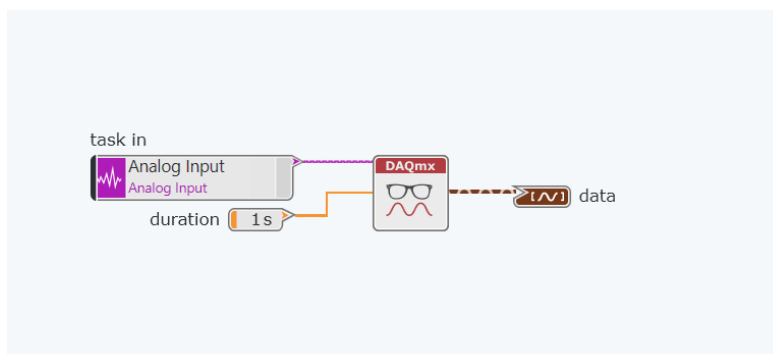 task in
Analog Input
Analog Input
DAQmx
duration 1 s
data